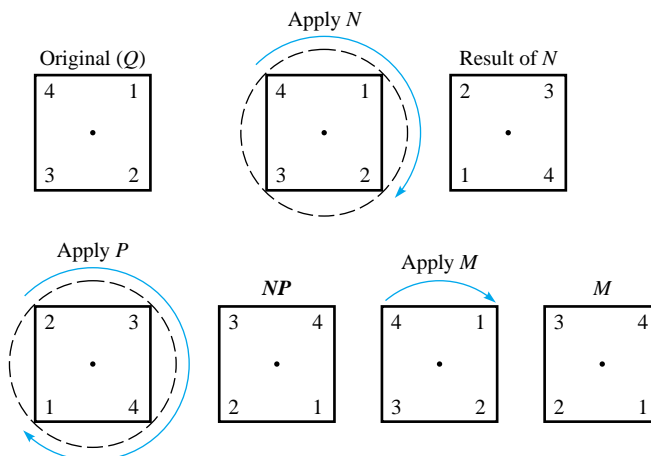 Apply N
Original (Q)
Result of N
4 1
4 1
2 3
3 2
3 2
1 4
Apply P
NP
Apply M
M
2 3
3 4
4 1
3 4
1 4
2 1
3 2
2 1